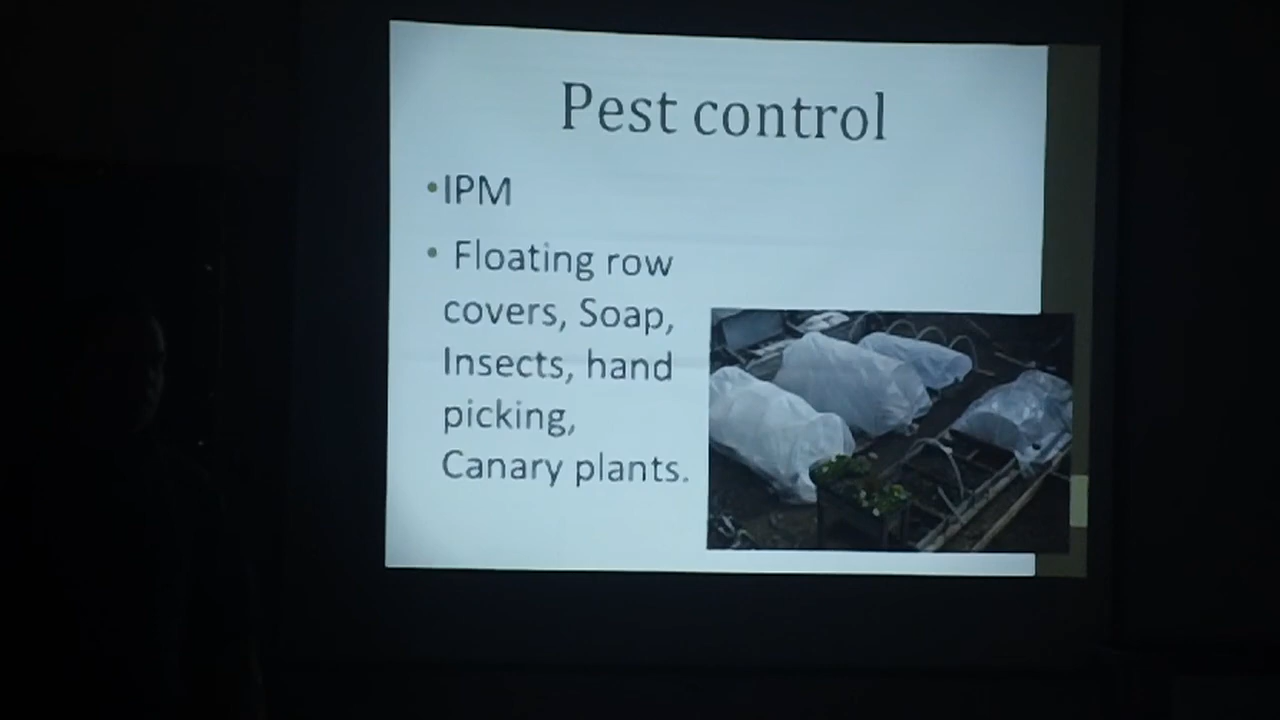 Pest control
•IPM
• Floating row
covers, Soap,
Insects, hand
picking,
Canary plants.